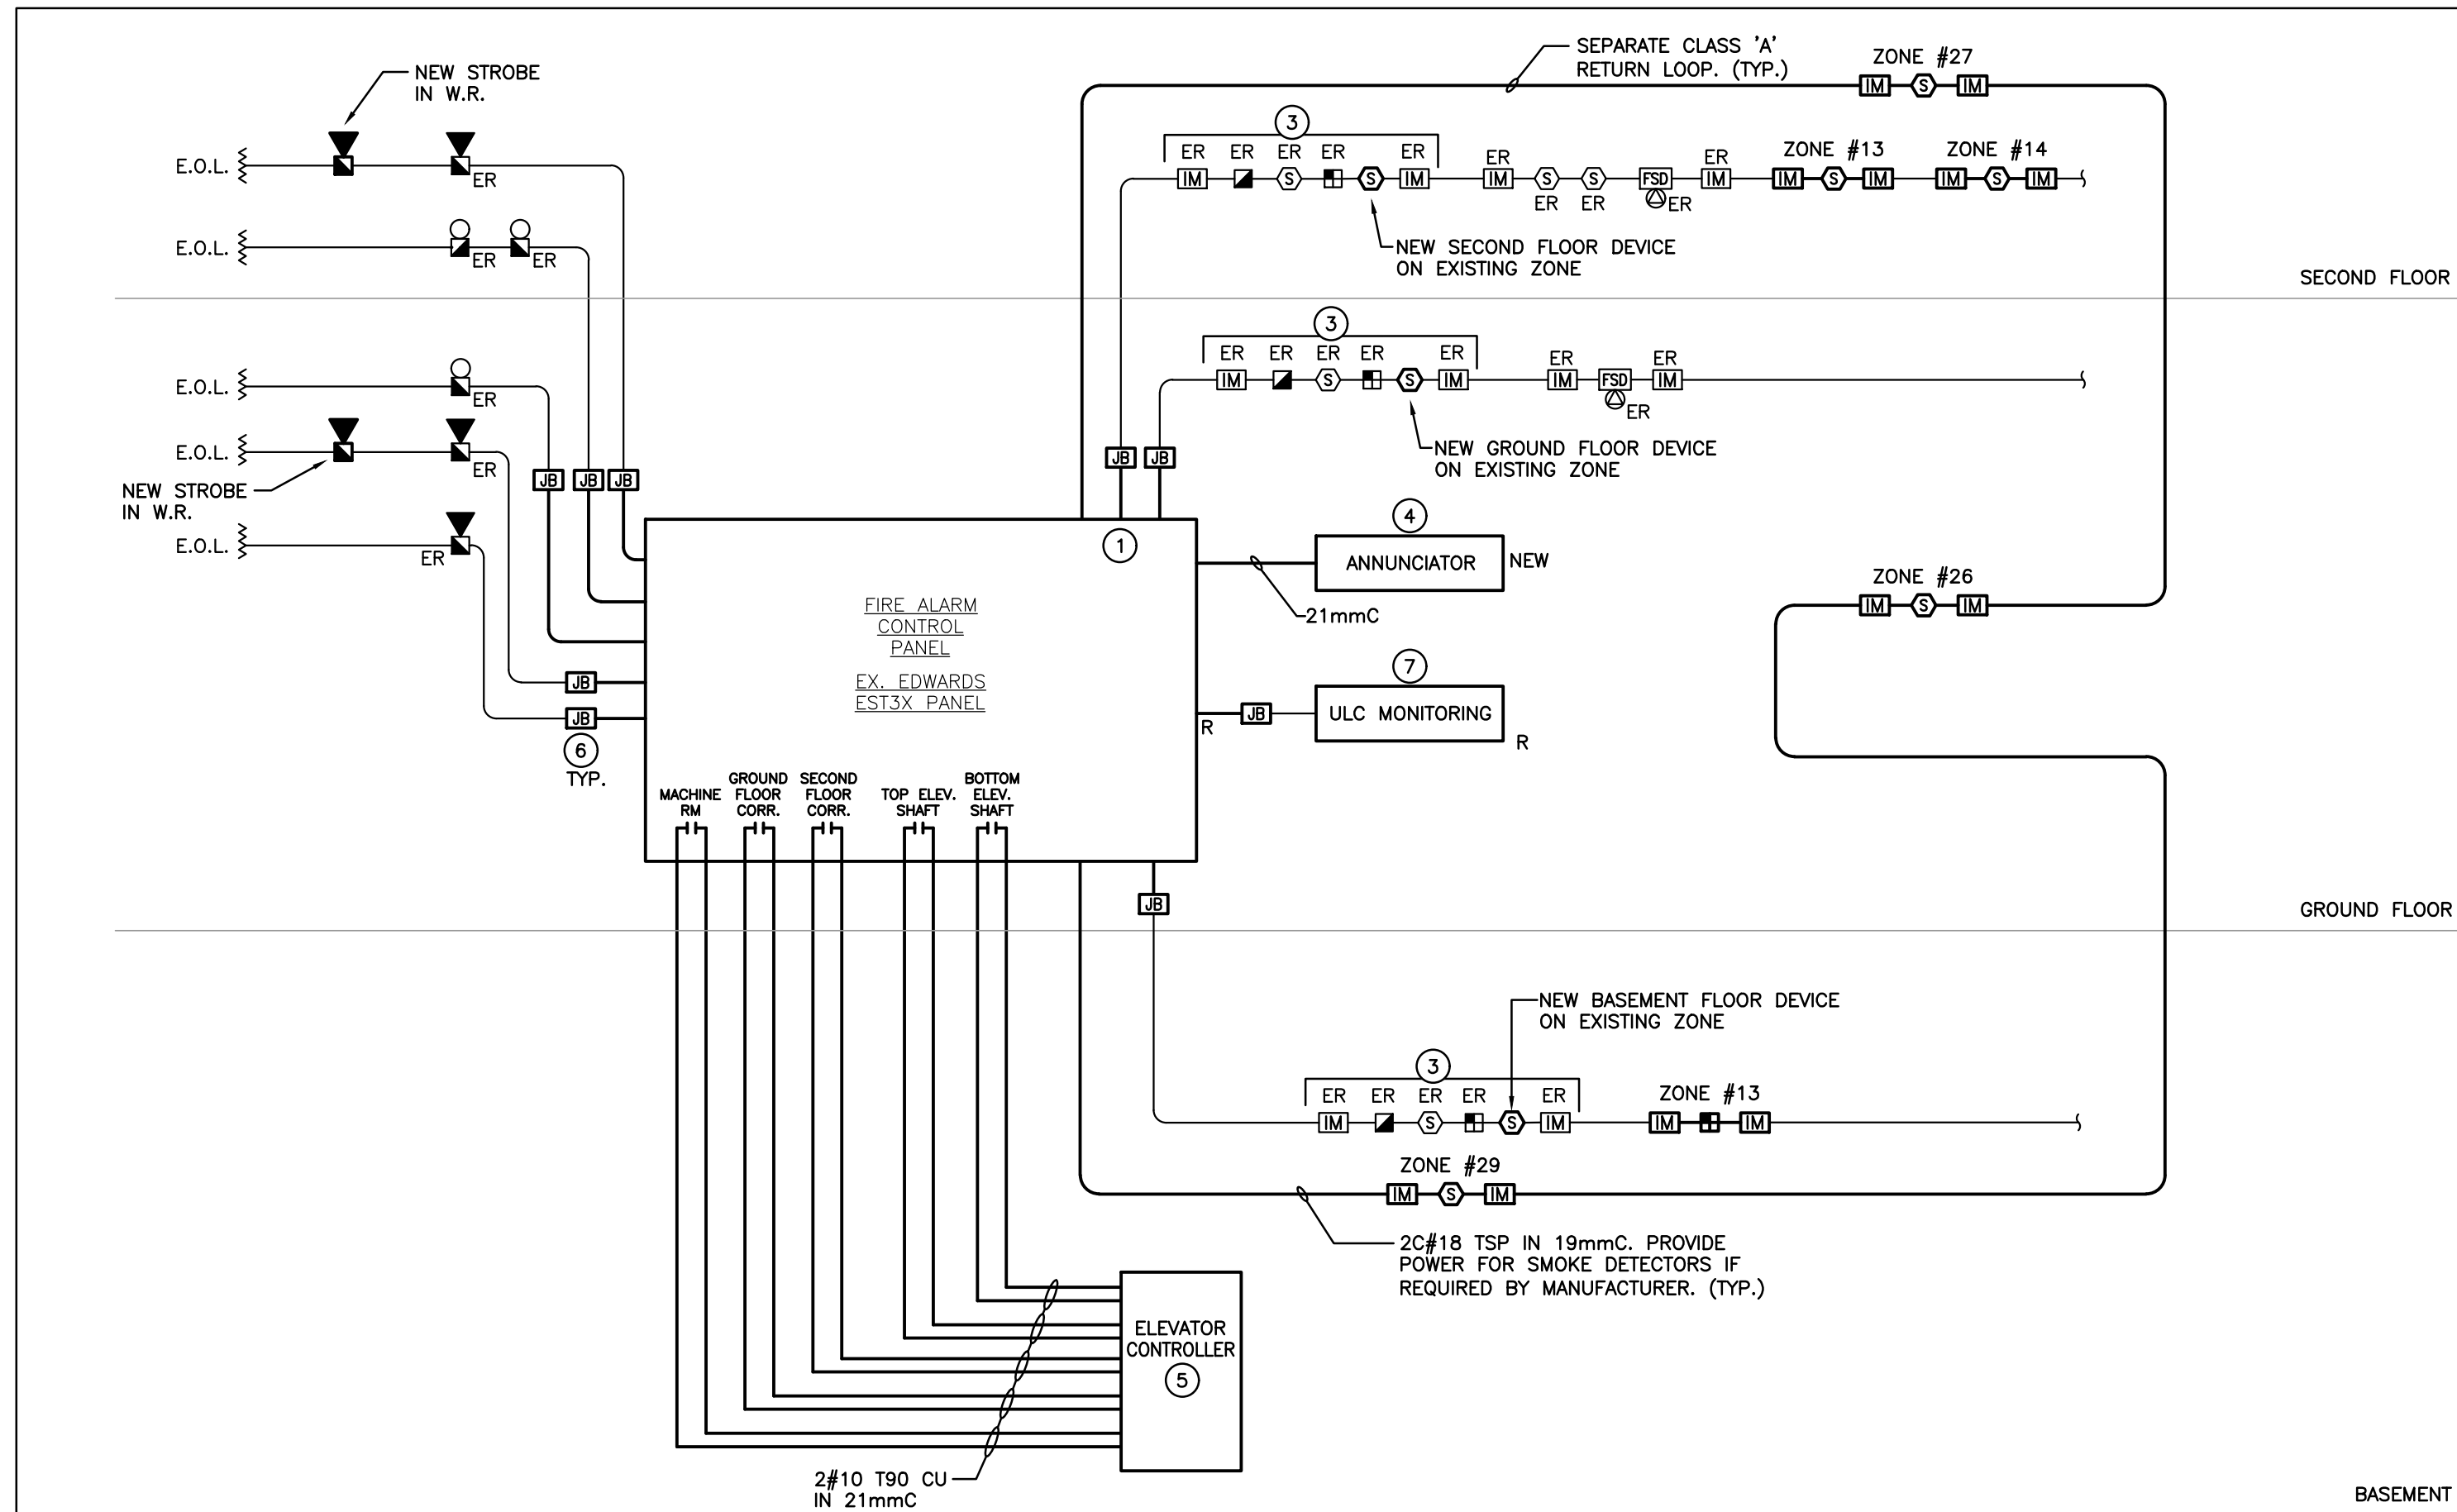 SEPARATE CLASS 'A'
RETURN LOOP. (TYP.)
ZONE #27
IM S IM
NEW STROBE
IN W.R.
E.O.L.
ER
3
ER ER ER ER ER
IM S S IM
ER
IM S S FSD IM
ER ER ER
ER
ZONE #13
IM S IM
ZONE #14
IM S IM
NEW SECOND FLOOR DEVICE
ON EXISTING ZONE
E.O.L.
ER ER
SECOND FLOOR
3
ER ER ER ER ER
IM S S IM
ER ER
IM FSD IM
ER
NEW GROUND FLOOR DEVICE
ON EXISTING ZONE
E.O.L.
ER
E.O.L.
ER
NEW STROBE
IN W.R.
E.O.L.
ER
JB JB JB
JB JB
1
4
ANNUNCIATOR
NEW
21mmC
FIRE ALARM
CONTROL
PANEL
EX. EDWARDS
EST3X PANEL
ZONE #26
IM S IM
7
R
JB
ULC MONITORING
R
JB
JB
6
TYP.
MACHINE
RM
GROUND
FLOOR
CORR.
SECOND
FLOOR
CORR.
TOP ELEV.
SHAFT
BOTTOM
ELEV.
SHAFT
JB
GROUND FLOOR
NEW BASEMENT FLOOR DEVICE
ON EXISTING ZONE
3
ER ER ER ER ER
IM S S IM
ZONE #13
IM IM
ZONE #29
IM S IM
2C#18 TSP IN 19mmC. PROVIDE
POWER FOR SMOKE DETECTORS IF
REQUIRED BY MANUFACTURER. (TYP.)
ELEVATOR
CONTROLLER
5
2#10 T90 CU
IN 21mmC
BASEMENT